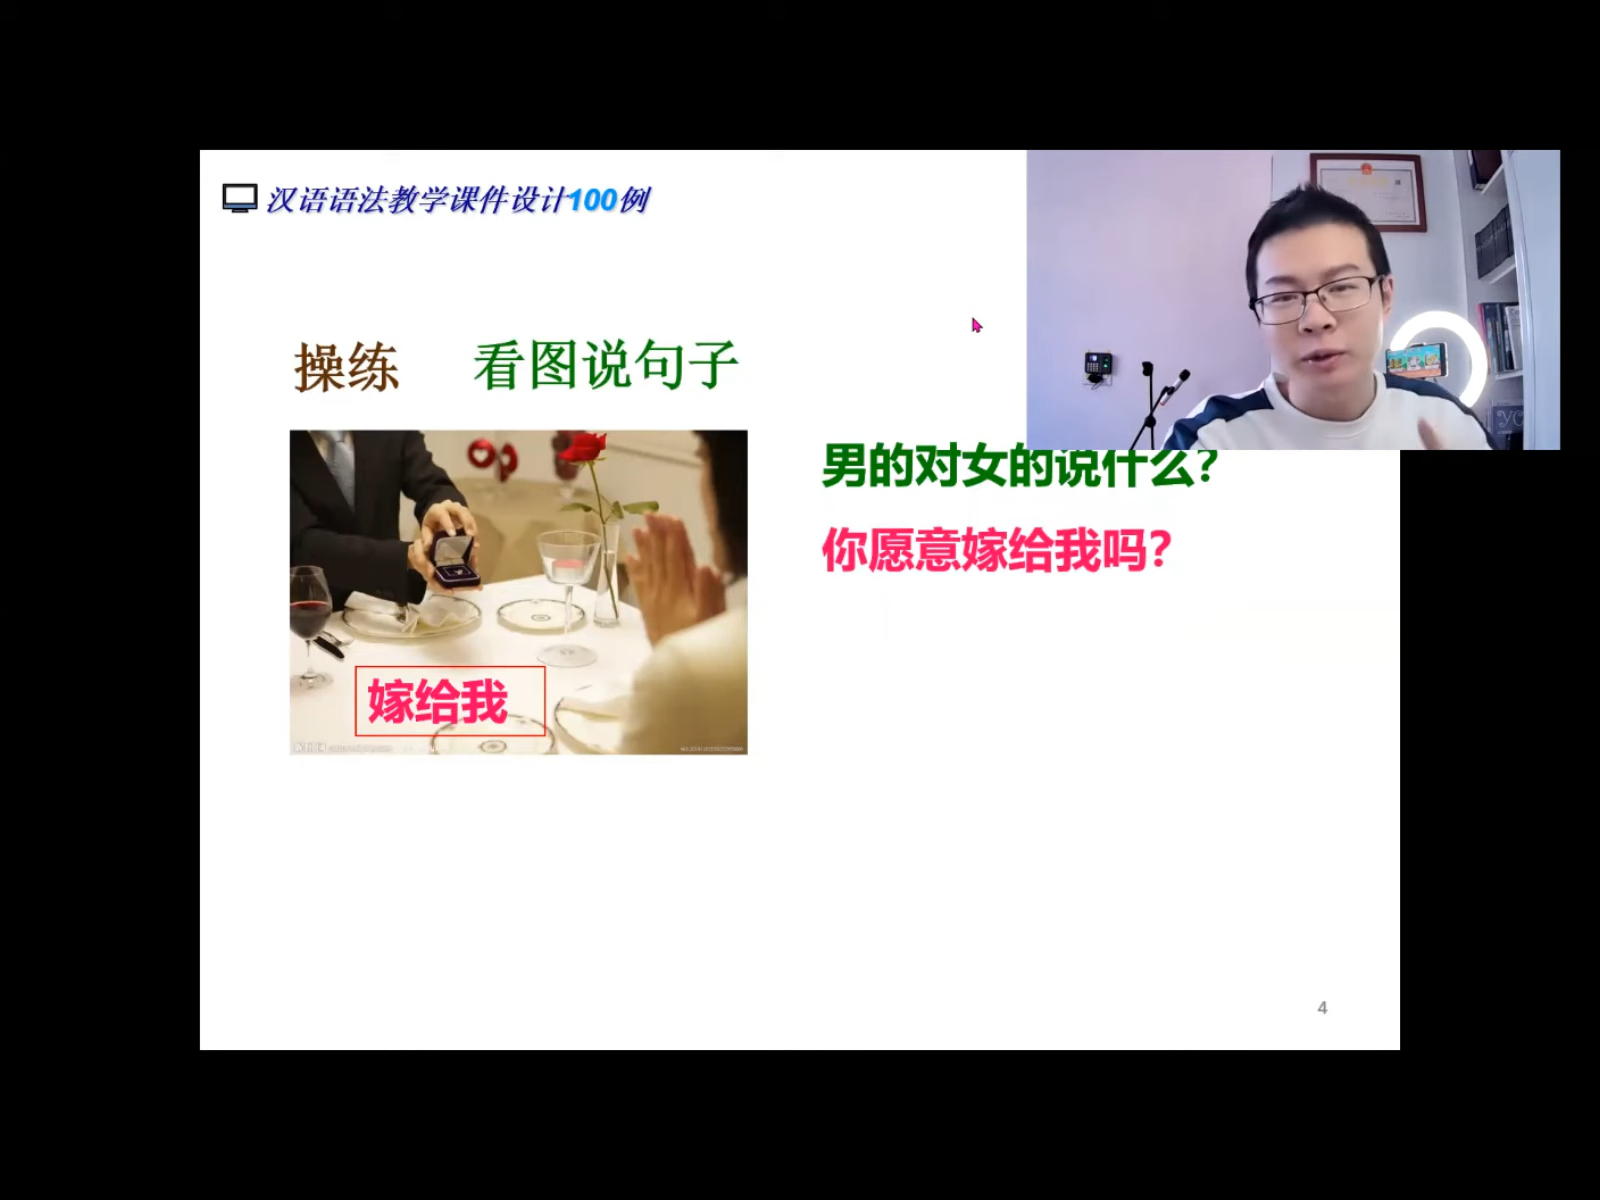 汉语语法教学课件设计100例
操练 看图说句子
男的对女的说什么?
你愿意嫁给我吗?
嫁给我
4